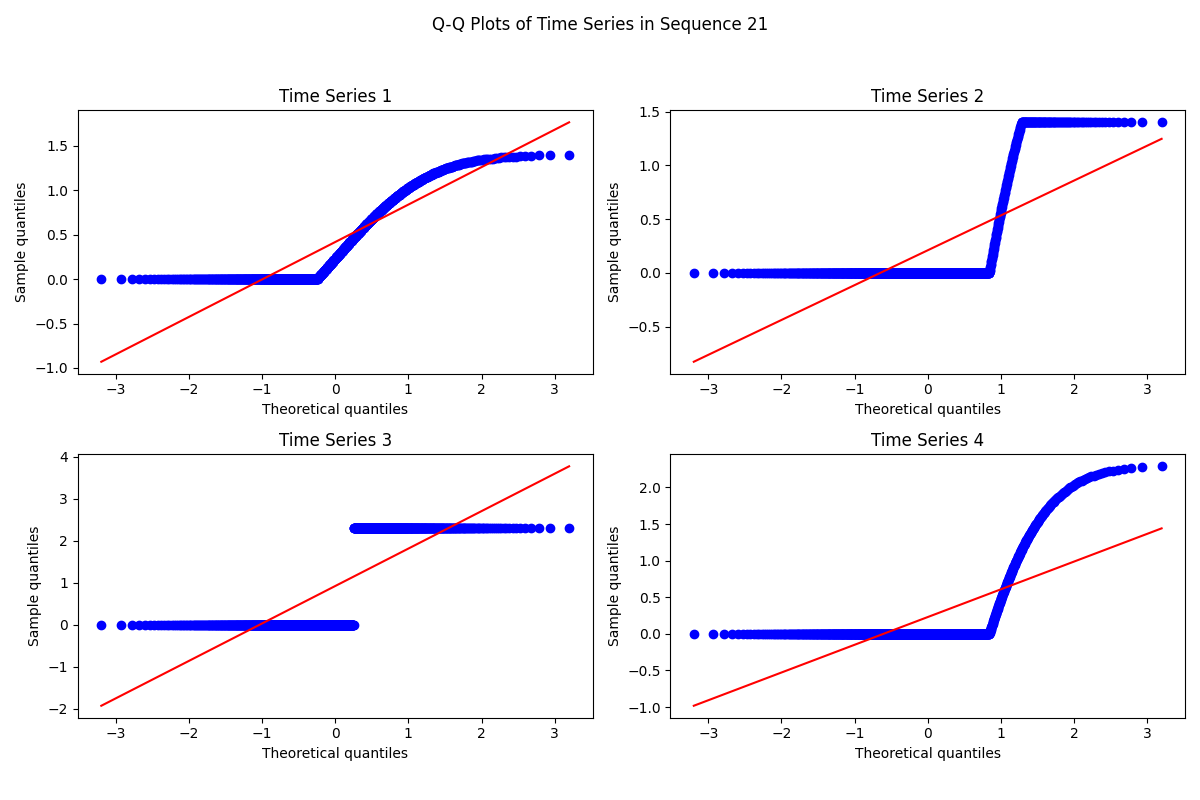 Q-Q Plots of Time Series in Sequence 21
Time Series 1
Sample quantiles
1.5
1.0
0.5
0.0
−0.5
−1.0
−3 −2 −1 0 1 2 3
Theoretical quantiles
Time Series 2
Sample quantiles
1.5
1.0
0.5
0.0
−0.5
−3 −2 −1 0 1 2 3
Theoretical quantiles
Time Series 3
Sample quantiles
4
3
2
1
0
−1
−2
−3 −2 −1 0 1 2 3
Theoretical quantiles
Time Series 4
Sample quantiles
2.0
1.5
1.0
0.5
0.0
−0.5
−1.0
−3 −2 −1 0 1 2 3
Theoretical quantiles